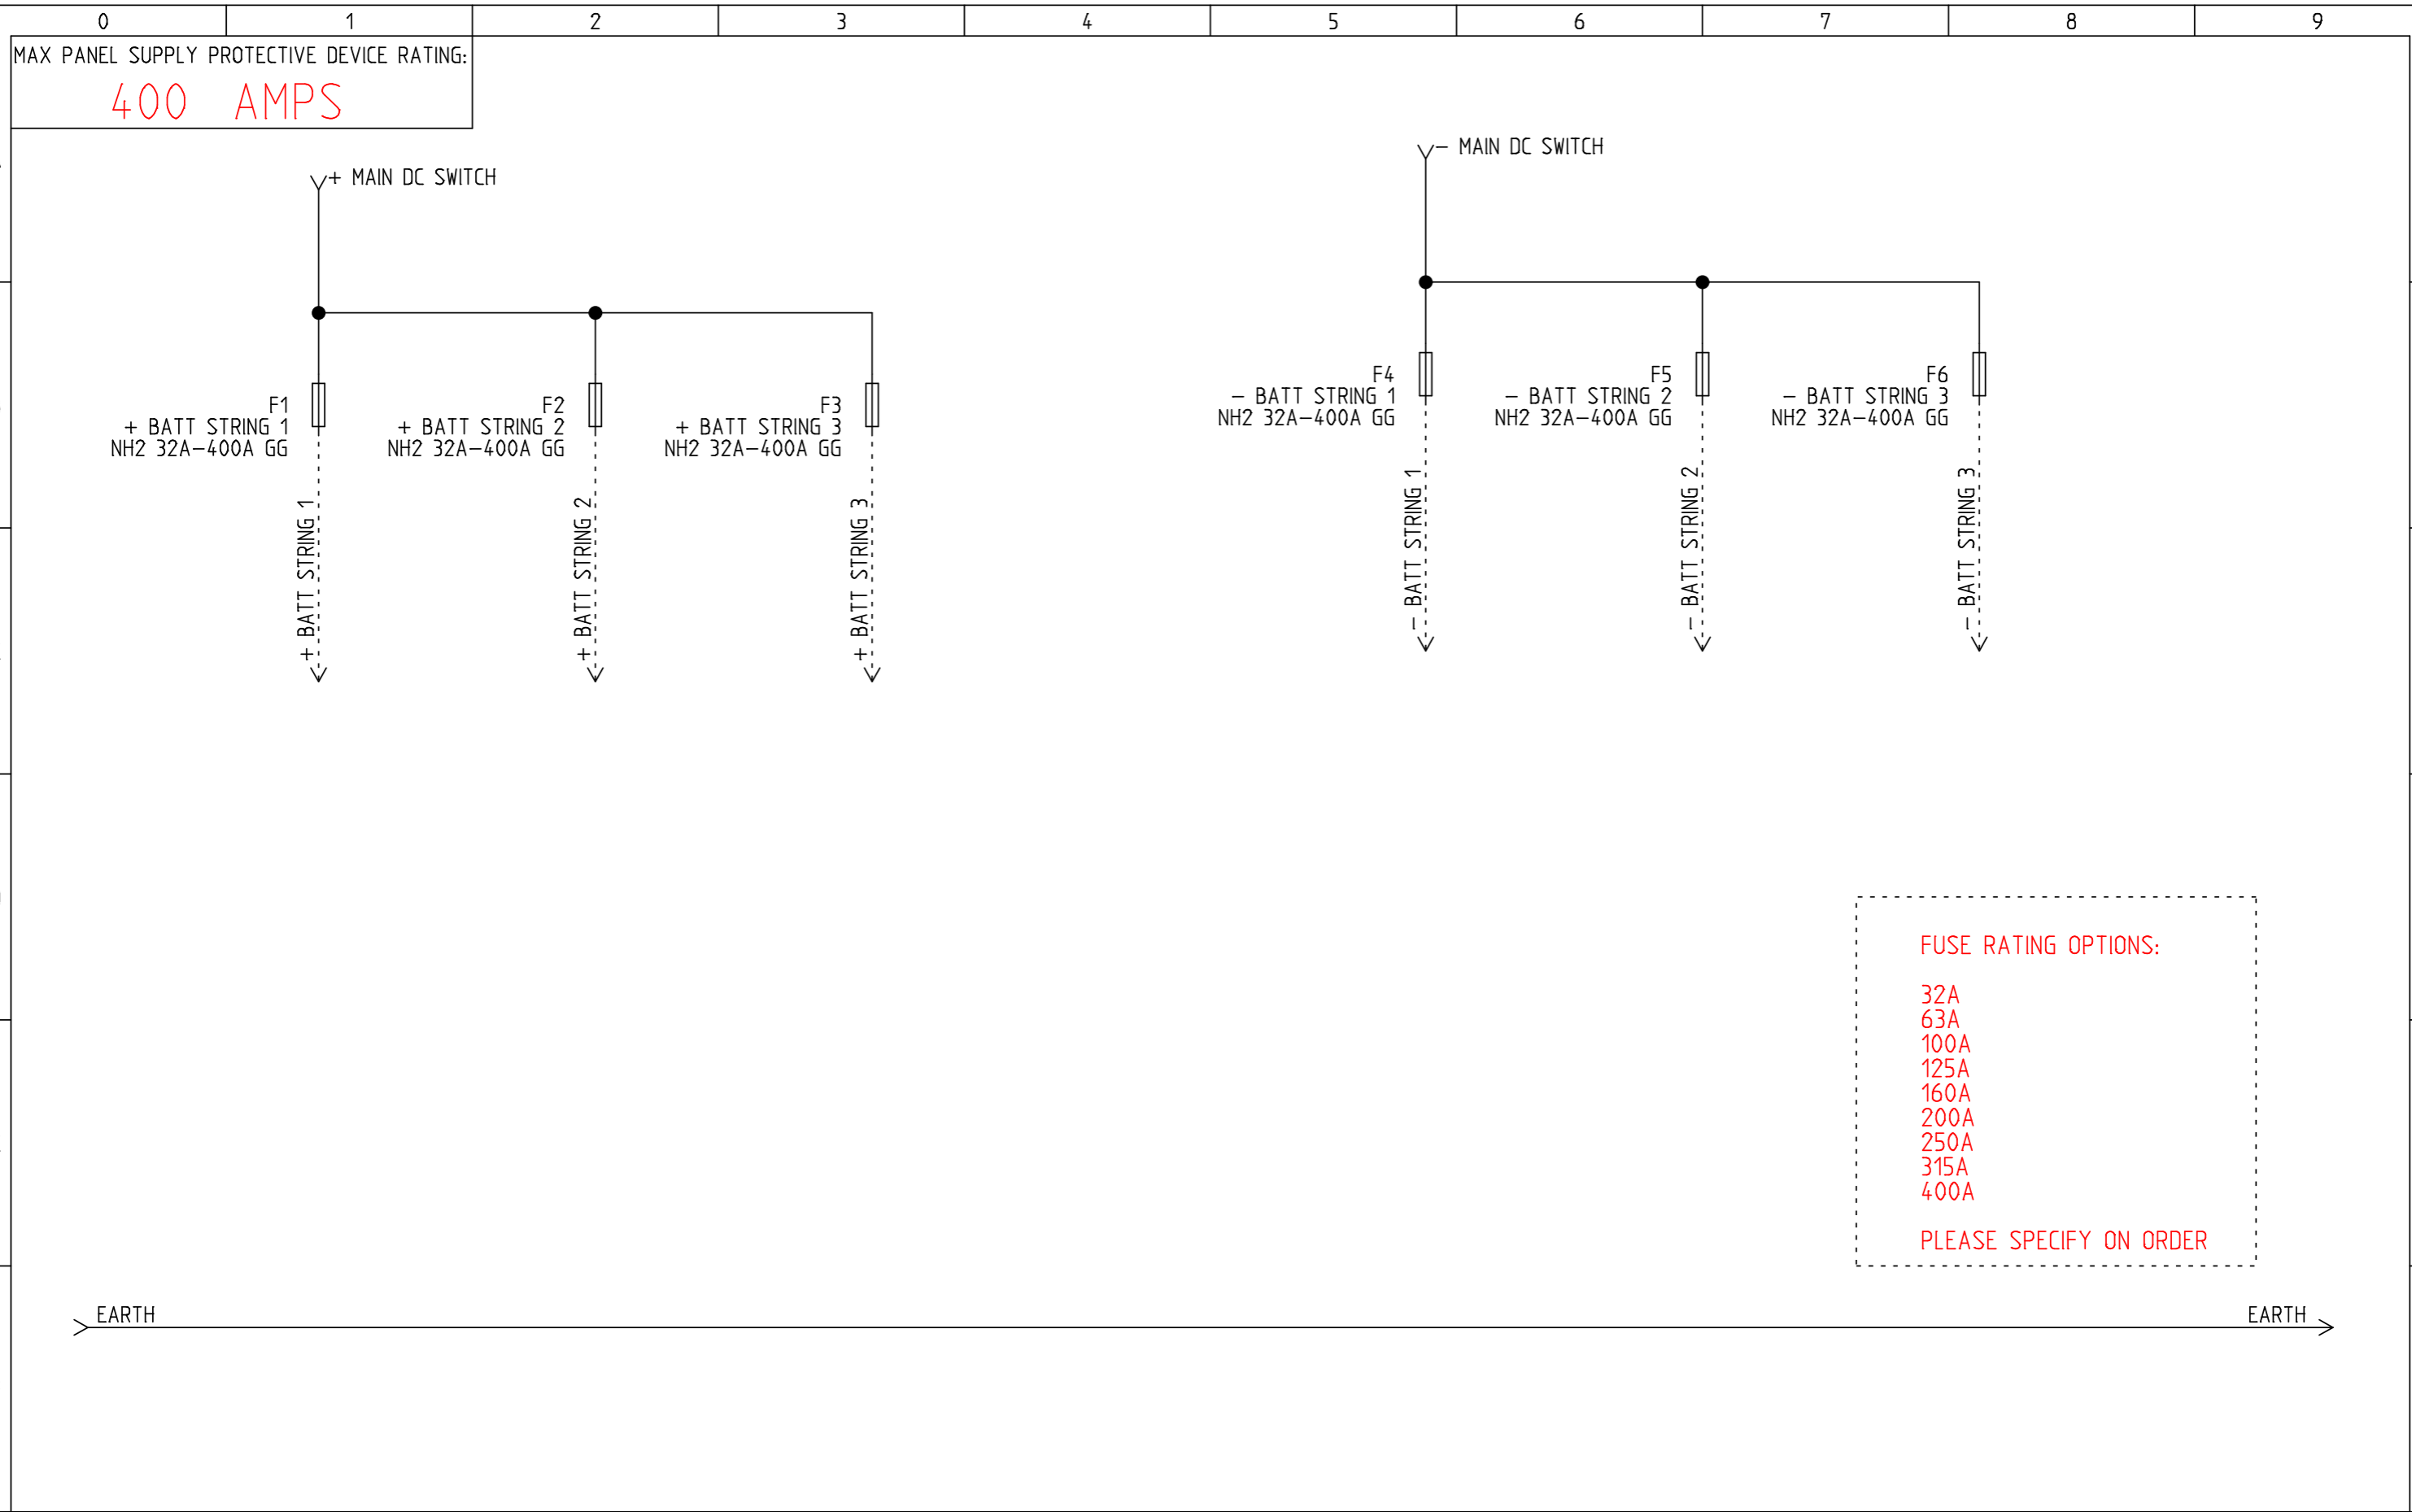 0 1 2 3 4 5 6 7 8 9
MAX PANEL SUPPLY PROTECTIVE DEVICE RATING:
400 AMPS
+ MAIN DC SWITCH
- MAIN DC SWITCH
F1
+ BATT STRING 1
NH2 32A-400A GG
F2
+ BATT STRING 2
NH2 32A-400A GG
F3
+ BATT STRING 3
NH2 32A-400A GG
F4
- BATT STRING 1
NH2 32A-400A GG
F5
- BATT STRING 2
NH2 32A-400A GG
F6
- BATT STRING 3
NH2 32A-400A GG
+ BATT STRING 1
+ BATT STRING 2
+ BATT STRING 3
- BATT STRING 1
- BATT STRING 2
- BATT STRING 3
FUSE RATING OPTIONS:
32A
63A
100A
125A
160A
200A
250A
315A
400A
PLEASE SPECIFY ON ORDER
EARTH
EARTH